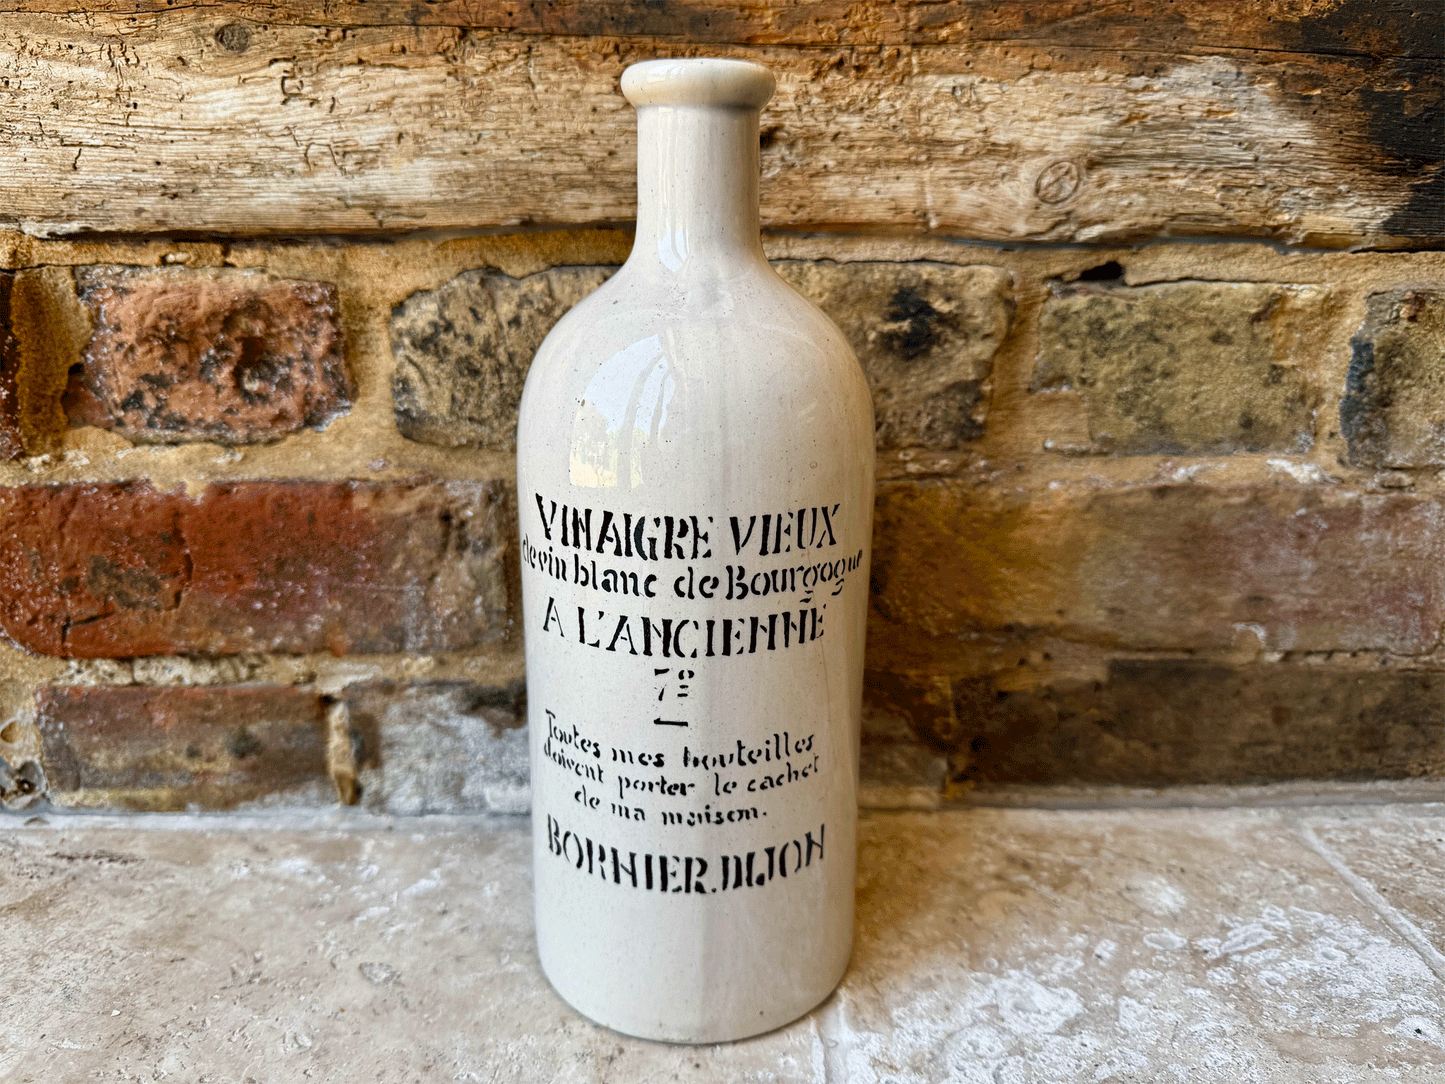 VINAIGRE VIEUX
de vin blanc de Bourgogne
A L'ANCIENNE
7º
Toutes mes bouteilles
doivent porter le cachet
de ma maison.
BORNIER.DIJON